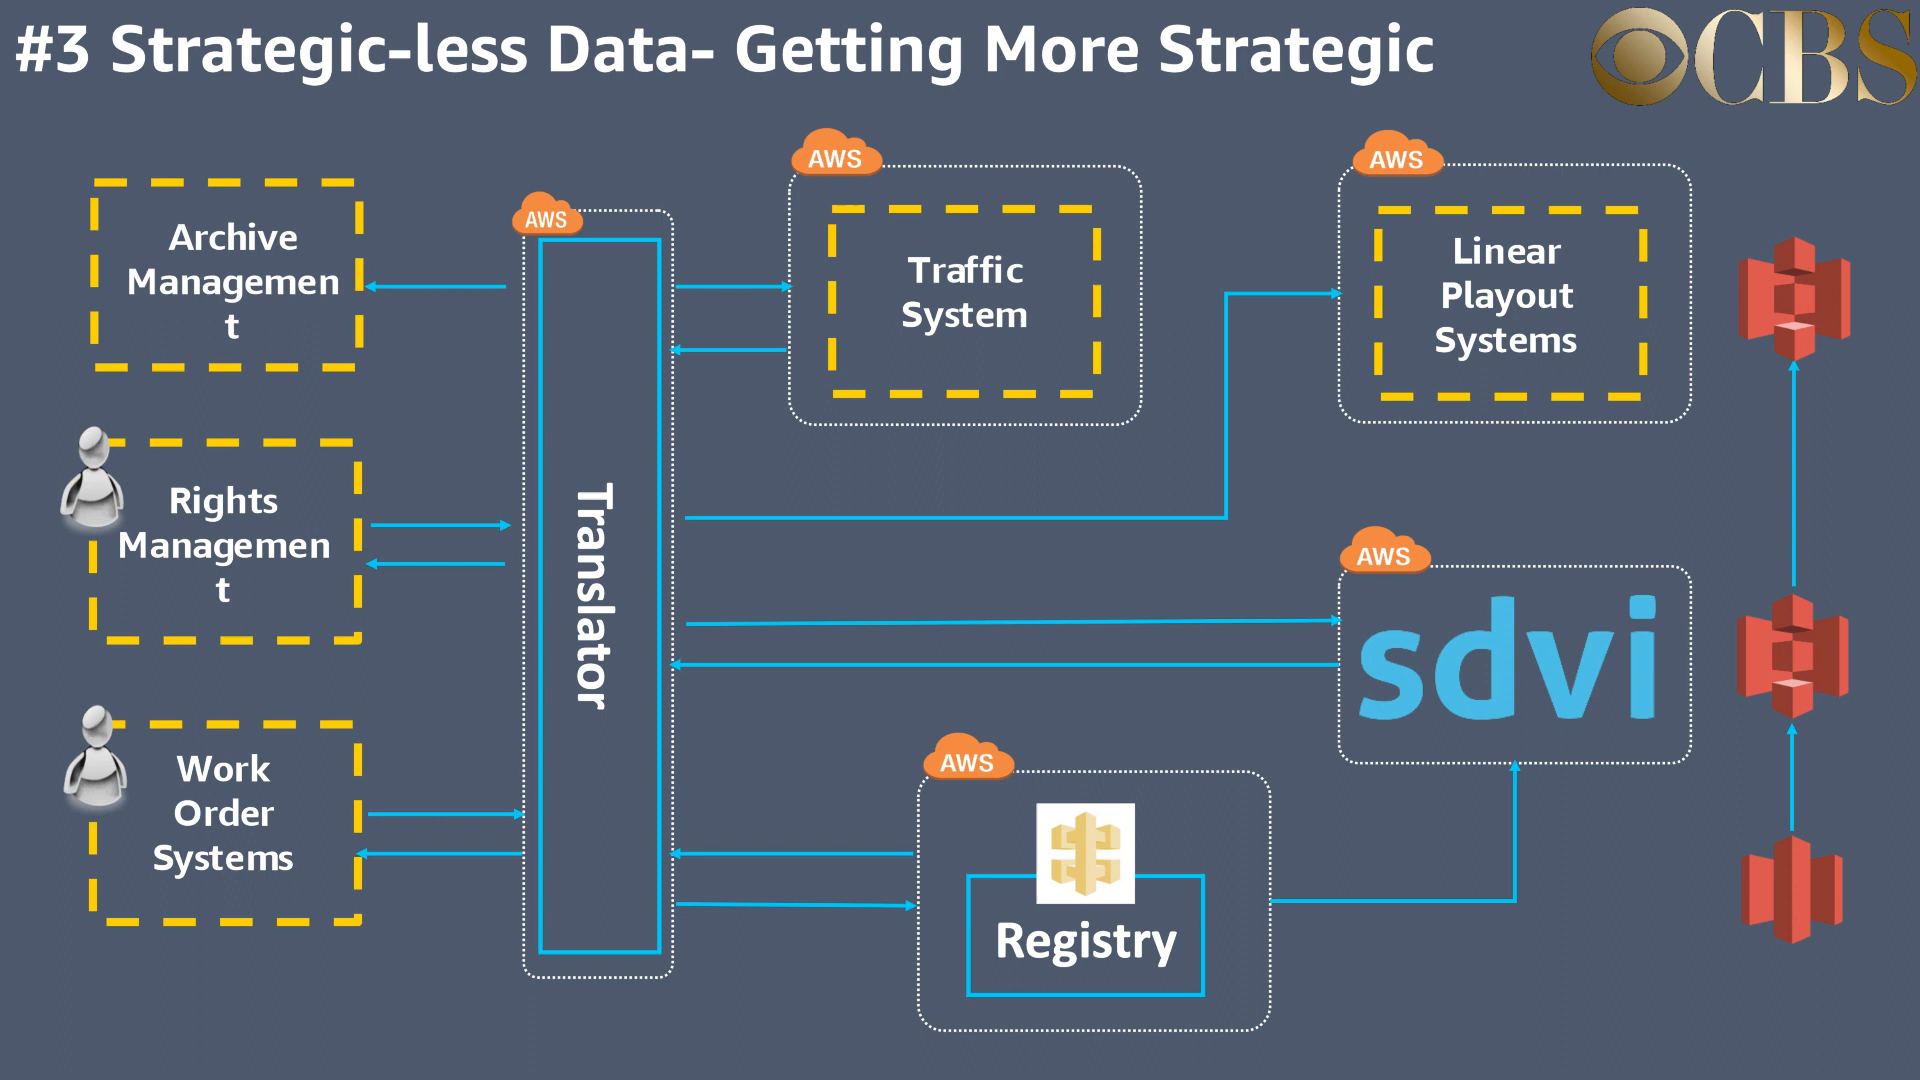 #3 Strategic-less Data- Getting More Strategic
CBS
AWS
AWS
AWS
Archive
Managemen
t
Traffic
System
Linear
Playout
Systems
Rights
Managemen
t
Translator
AWS
sdvi
Work
Order
Systems
AWS
Registry